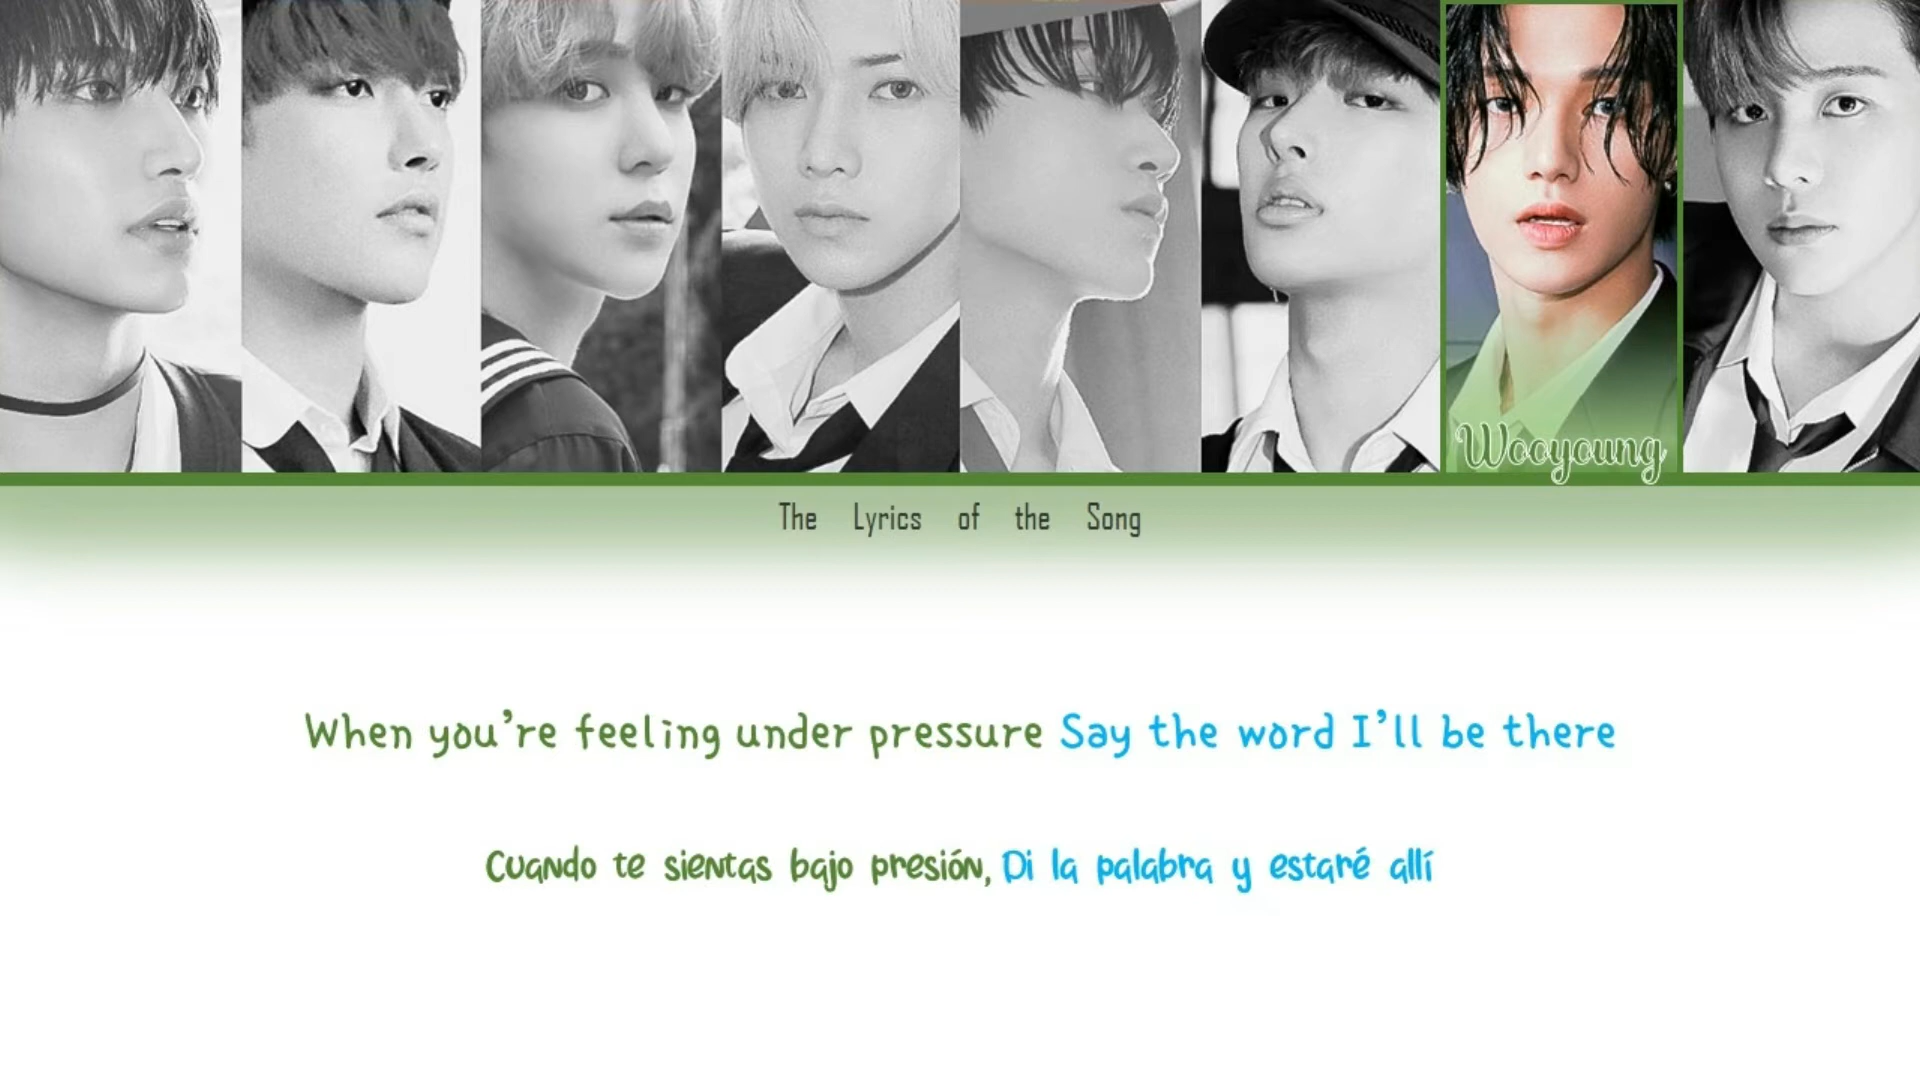 Wooyoung
The Lyrics of the Song
When you're feeling under pressure Say the word I'll be there
Cuando te sientas bajo presión, Di la palabra y estaré allí